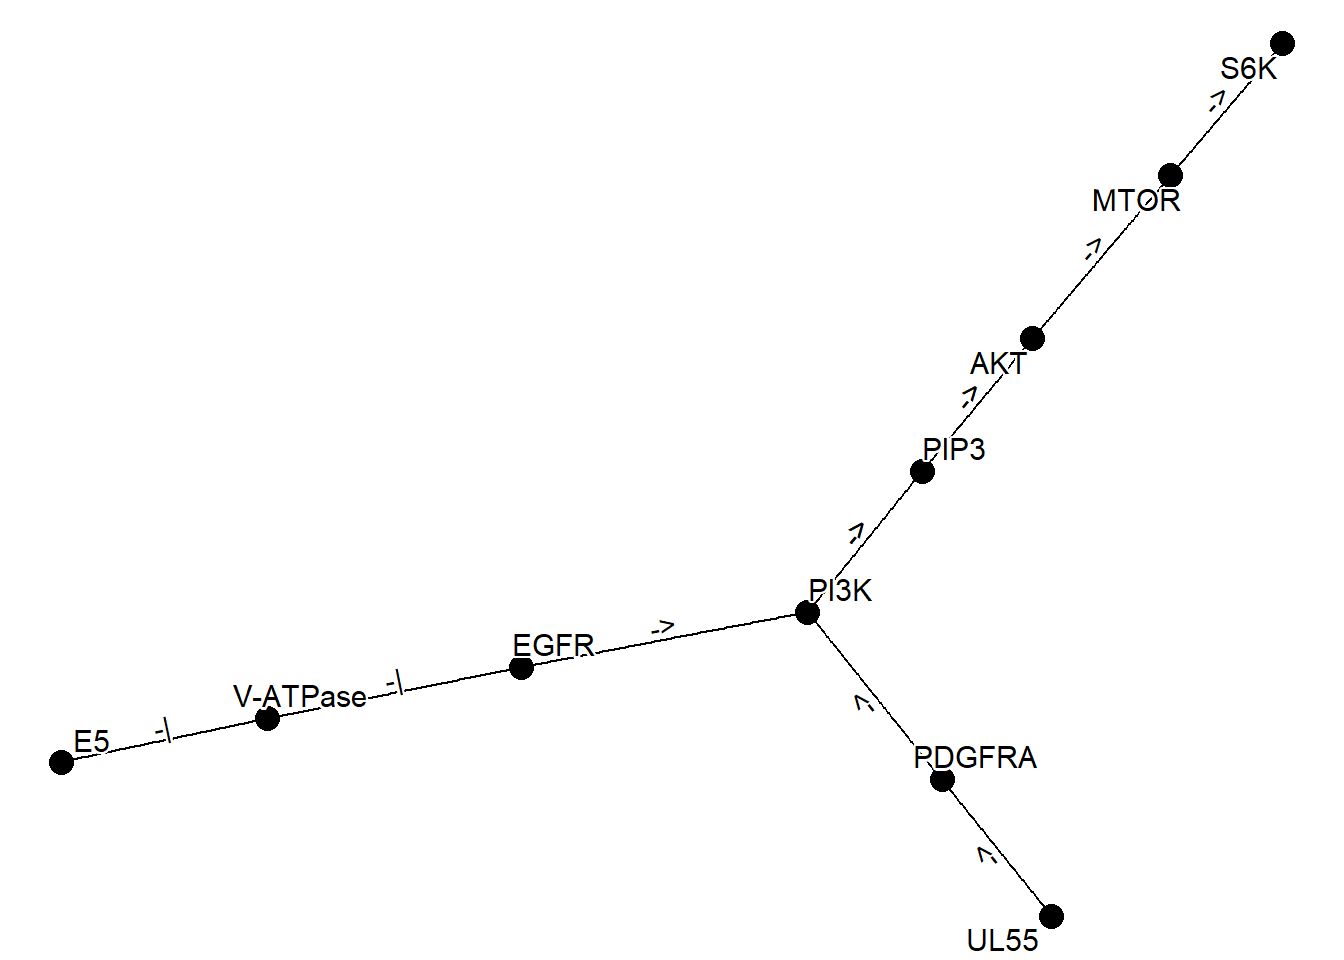 S6K
->
MTOR
->
AKT
->
PIP3
->
PI3K
->
EGFR
-|
V-ATPase
-|
E5
<-
PDGFRA
<-
UL55